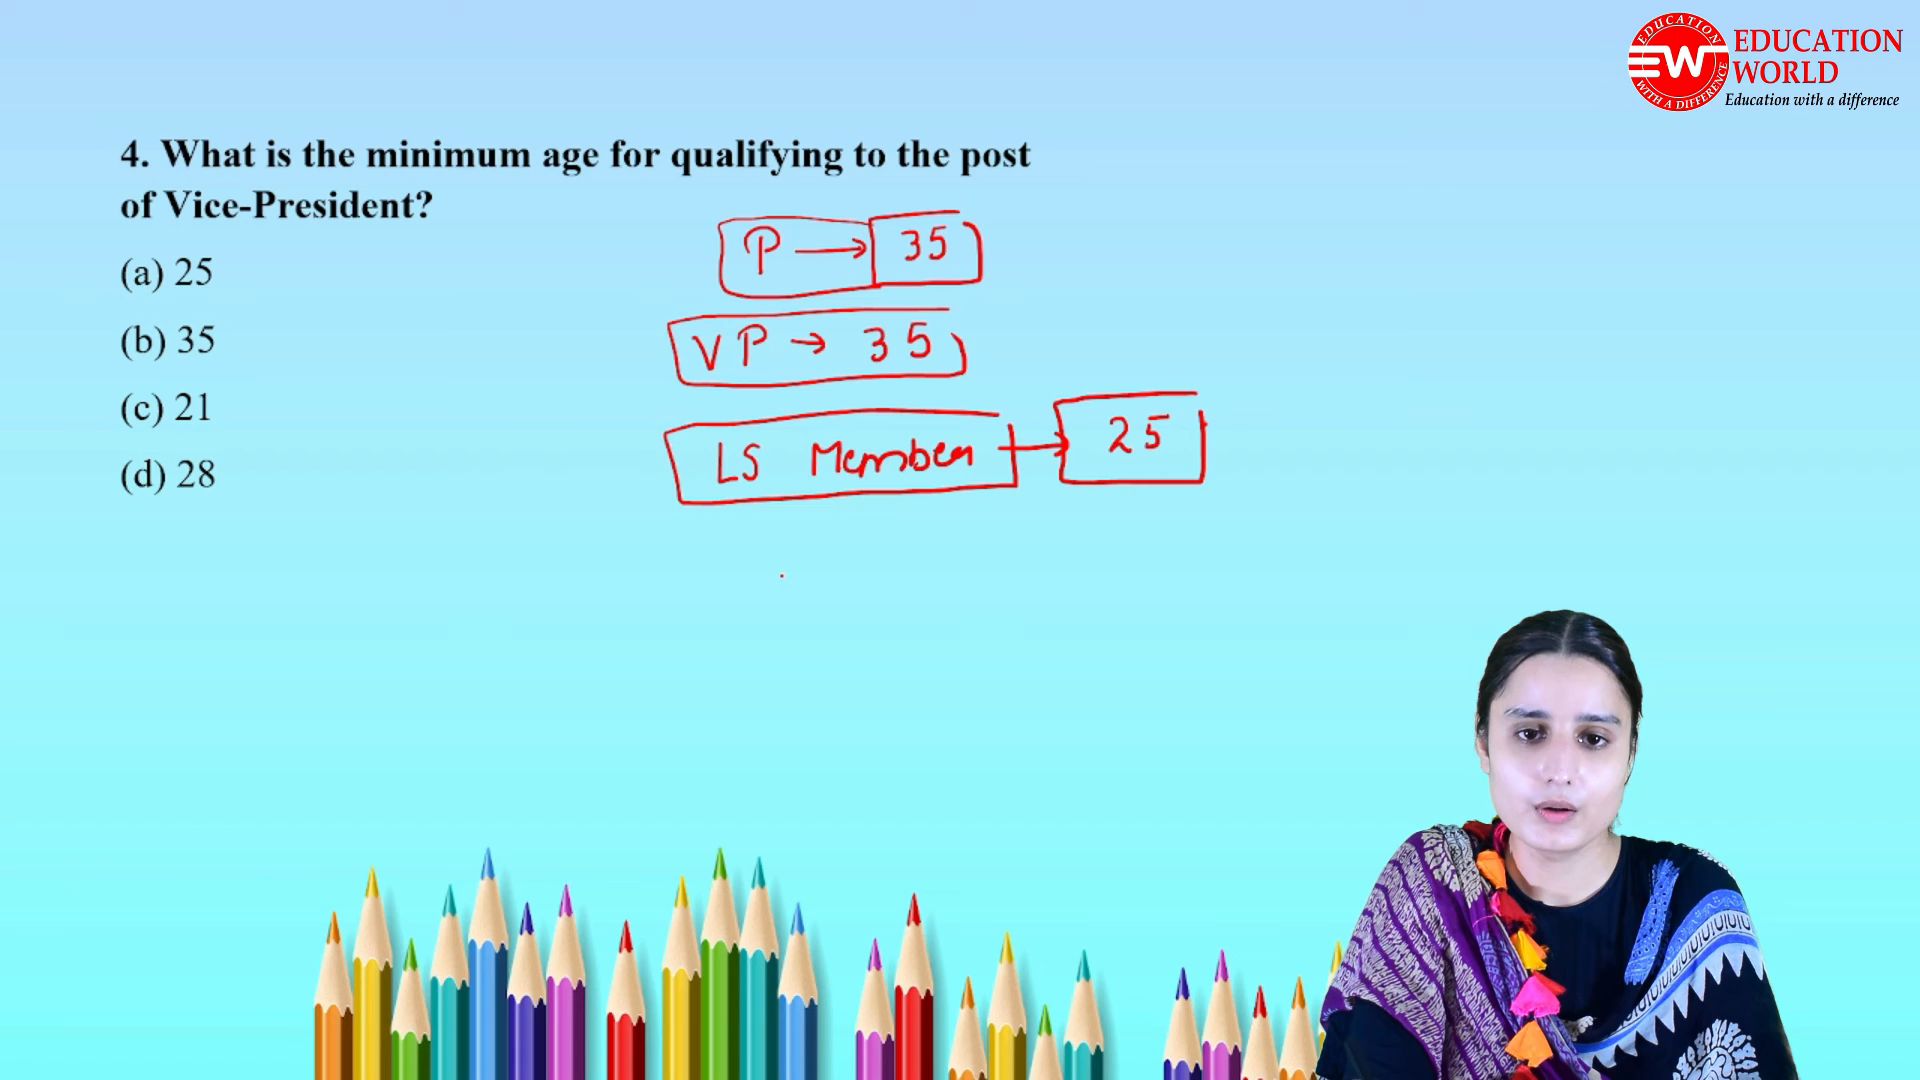 EDUCATION
WITH A DIFFERENCE
EW
EDUCATION
WORLD
Education with a difference
4. What is the minimum age for qualifying to the post
of Vice-President?
(a) 25
(b) 35
(c) 21
(d) 28
P → 35
VP → 35
LS Member → 25